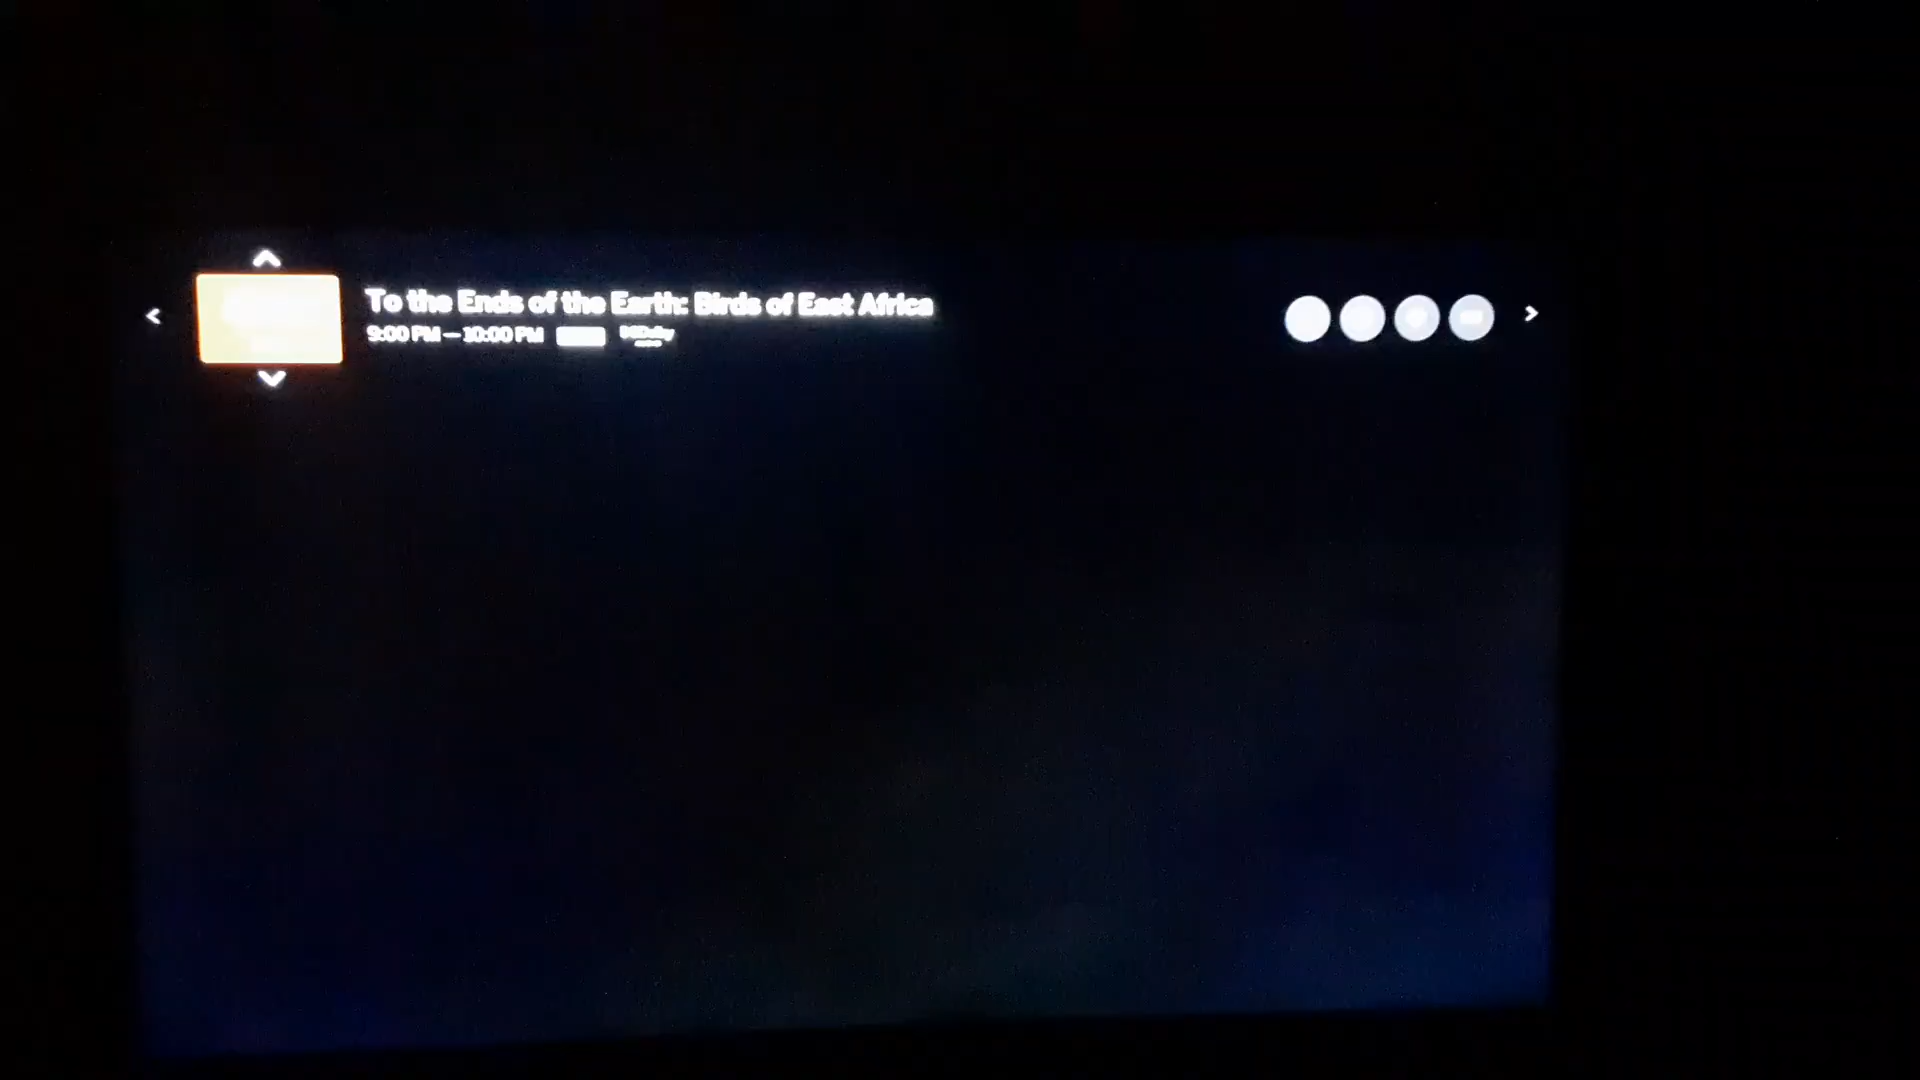 To the Ends of the Earth: Birds of East Africa
9:00 PM — 10:00 PM